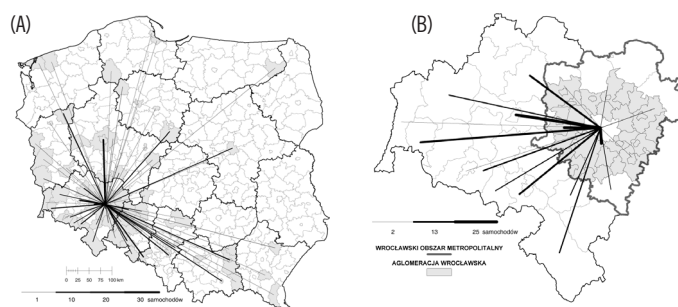 (A)
0 25 50 75 100 km
1 10 20 30 samochodów
(B)
2 13 25 samochodów
WROCŁAWSKI OBSZAR METROPOLITALNY
AGLOMERACJA WROCŁAWSKA